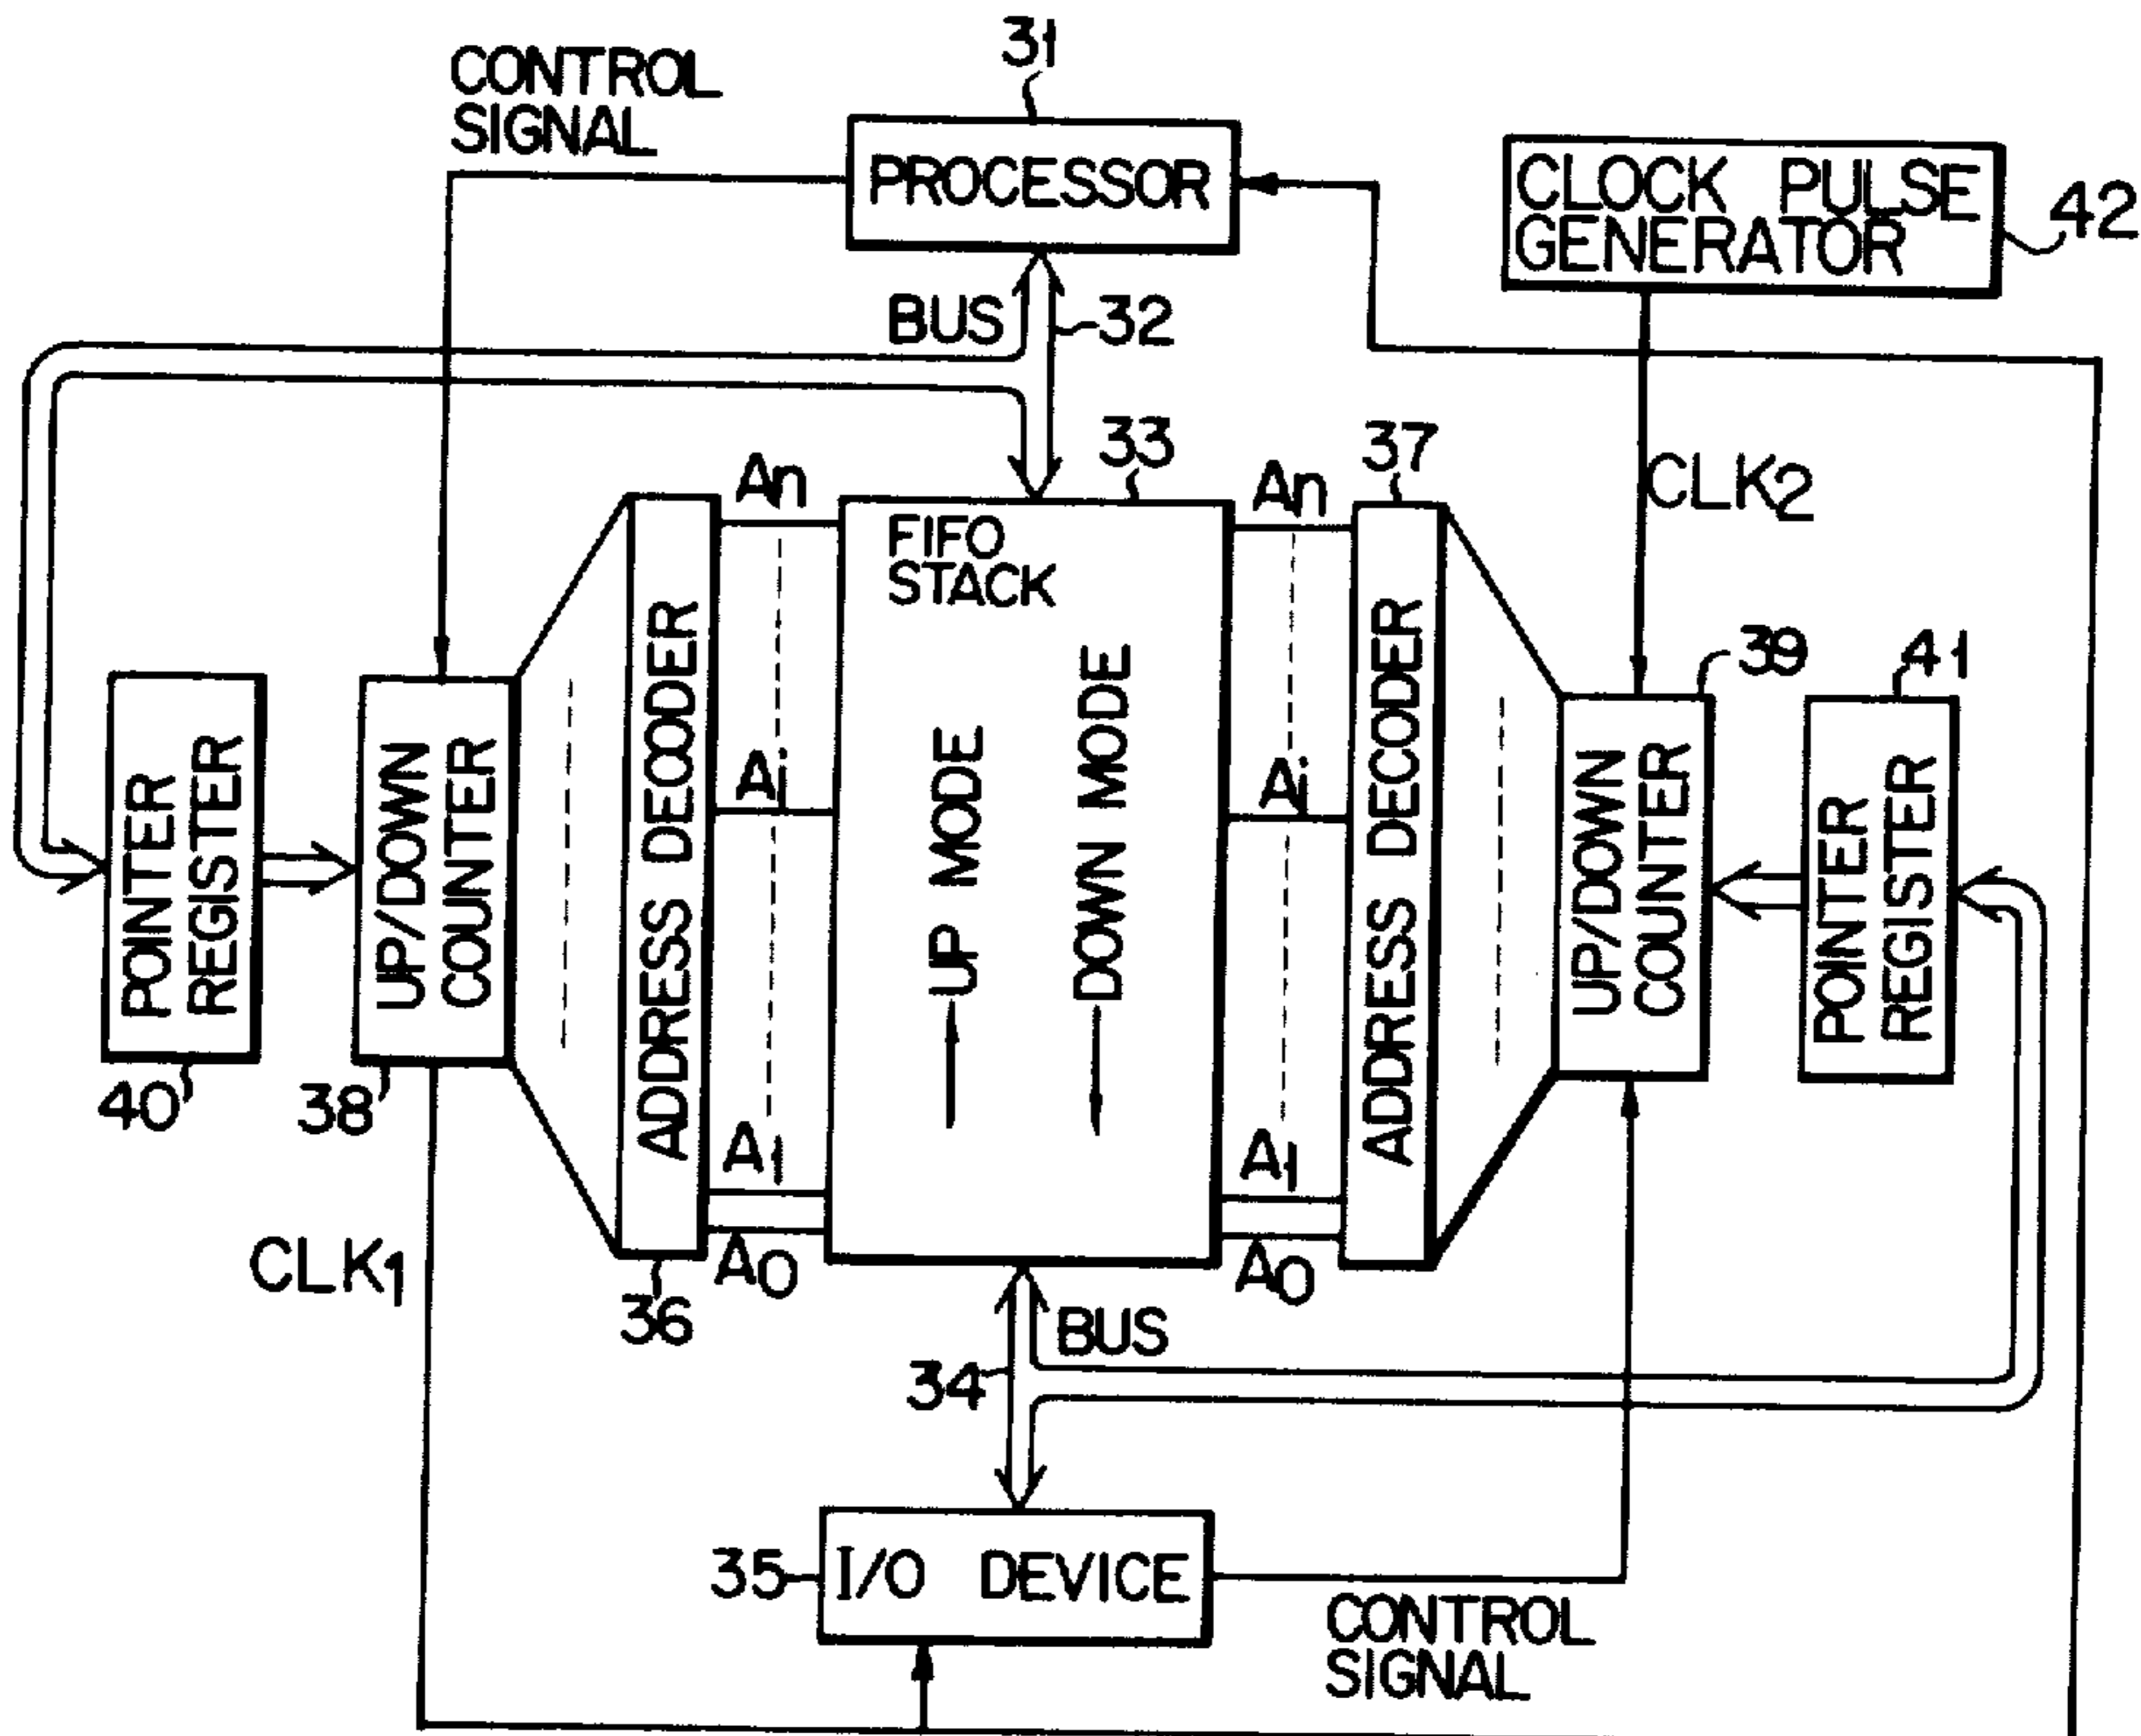 31
CONTROL
SIGNAL
PROCESSOR
CLOCK PULSE
GENERATOR
42
BUS
32
33
37
An
An
CLK2
FIFO
STACK
39
41
POINTER
REGISTER
UP/DOWN
COUNTER
ADDRESS DECODER
Ai
UP MODE
DOWN MODE
Ai
ADDRESS DECODER
UP/DOWN
COUNTER
POINTER
REGISTER
40
38
A1
A1
CLK1
36
A0
A0
BUS
34
35
I/O DEVICE
CONTROL
SIGNAL